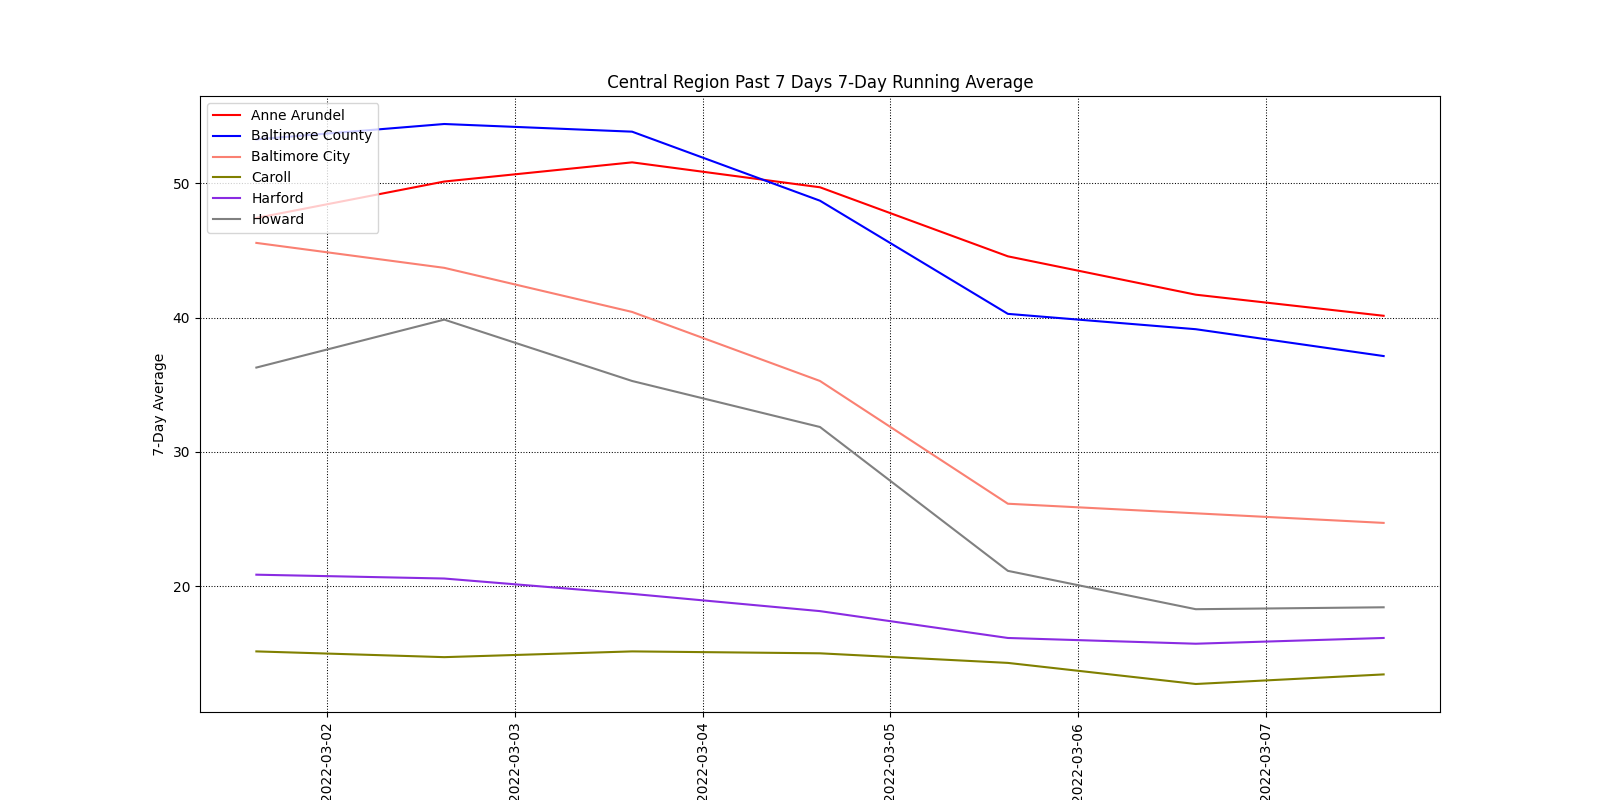 Central Region Past 7 Days 7-Day Running Average
Anne Arundel
Baltimore County
Baltimore City
Caroll
Harford
Howard
7-Day Average
50
40
30
20
2022-03-02
2022-03-03
2022-03-04
2022-03-05
2022-03-06
2022-03-07